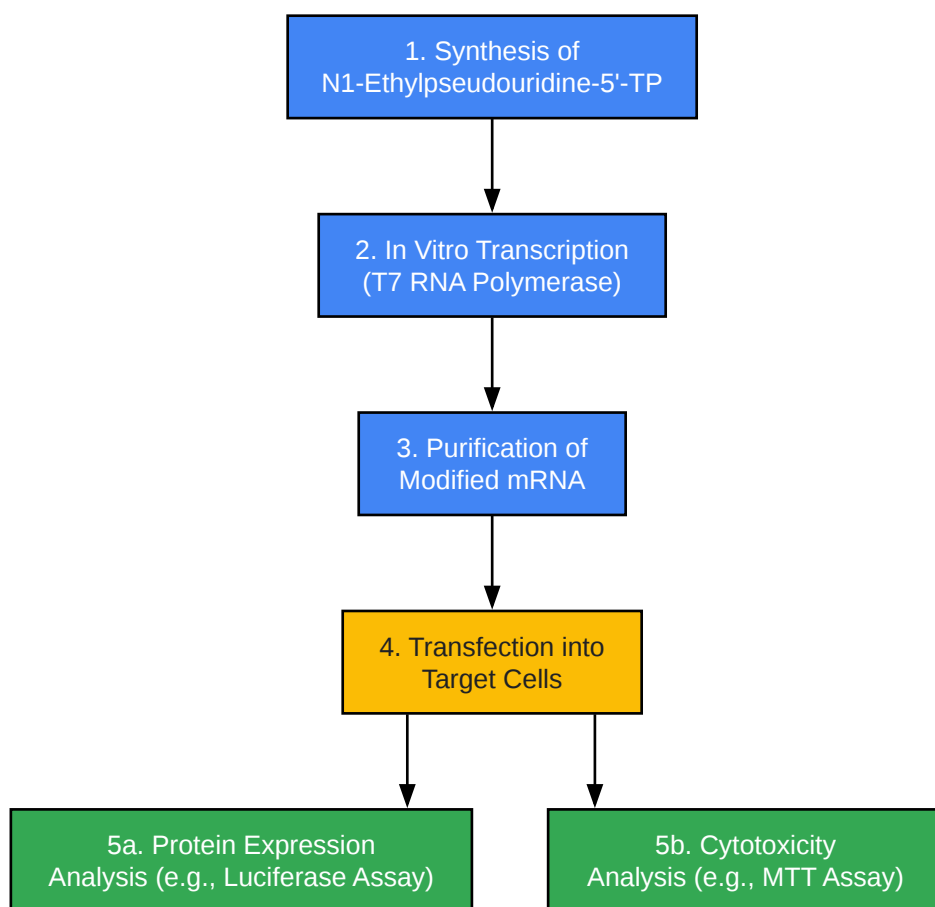 1. Synthesis of
N1-Ethylpseudouridine-5'-TP
2. In Vitro Transcription
(T7 RNA Polymerase)
3. Purification of
Modified mRNA
4. Transfection into
Target Cells
5a. Protein Expression
Analysis (e.g., Luciferase Assay)
5b. Cytotoxicity
Analysis (e.g., MTT Assay)